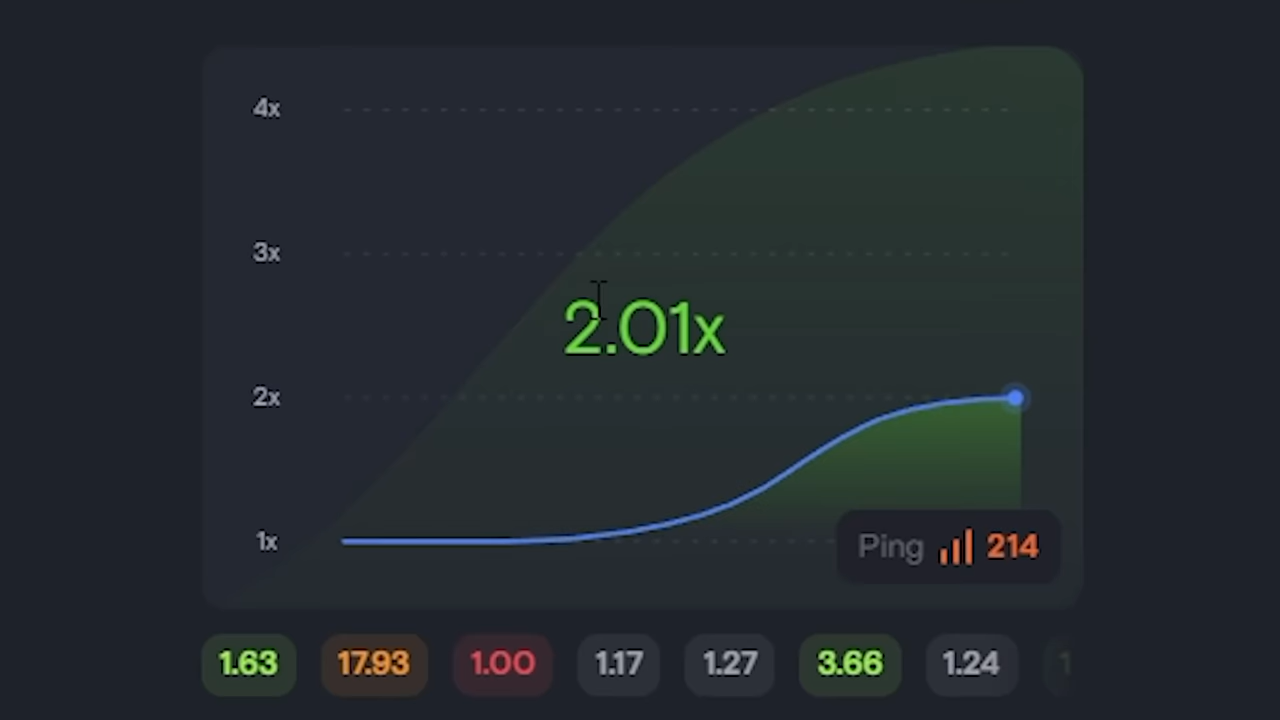 4x
3x
2.01x
2x
1x
Ping 214
1.63 17.93 1.00 1.17 1.27 3.66 1.24